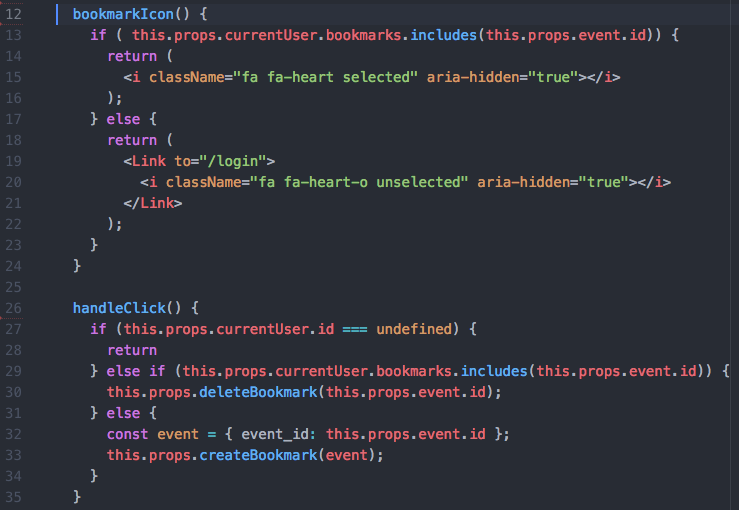 12 bookmarkIcon() {
13 if ( this.props.currentUser.bookmarks.includes(this.props.event.id)) {
14 return (
15 <i className="fa fa-heart selected" aria-hidden="true"></i>
16 );
17 } else {
18 return (
19 <Link to="/login">
20 <i className="fa fa-heart-o unselected" aria-hidden="true"></i>
21 </Link>
22 );
23 }
24 }
25
26 handleClick() {
27 if (this.props.currentUser.id === undefined) {
28 return
29 } else if (this.props.currentUser.bookmarks.includes(this.props.event.id)) {
30 this.props.deleteBookmark(this.props.event.id);
31 } else {
32 const event = { event_id: this.props.event.id };
33 this.props.createBookmark(event);
34 }
35 }